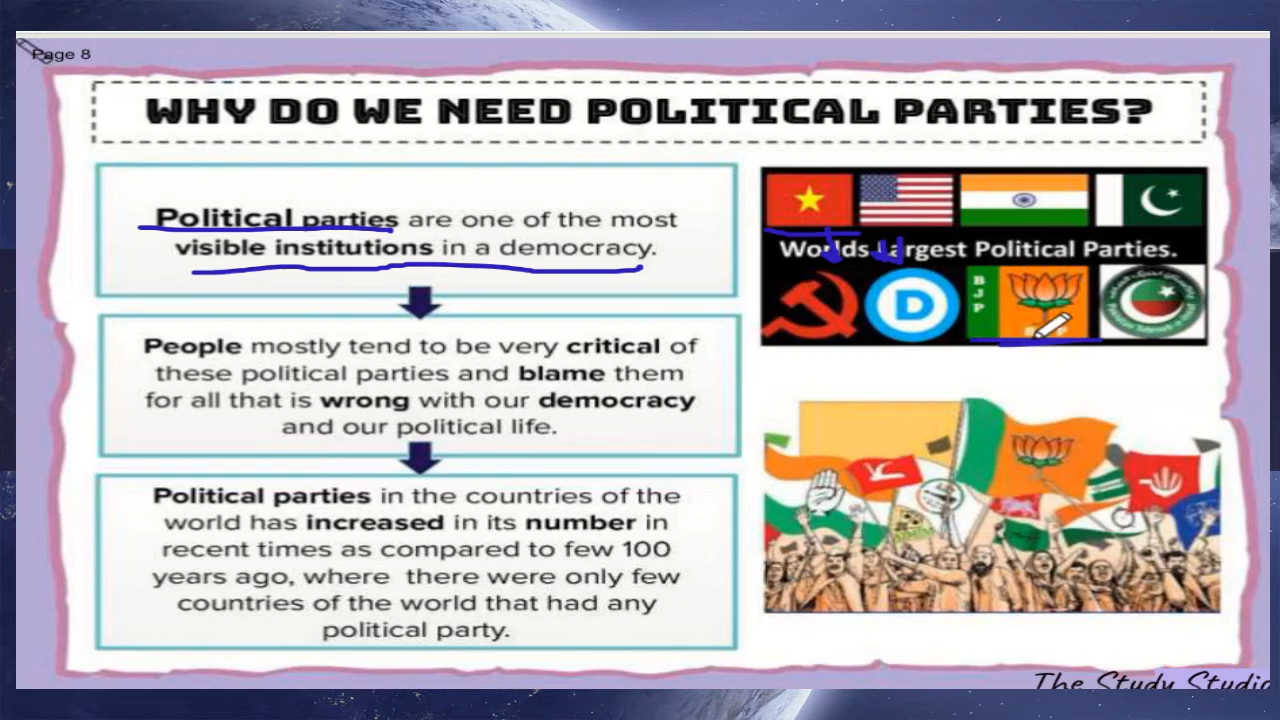 Page 8
WHY DO WE NEED POLITICAL PARTIES?
Political parties are one of the most
visible institutions in a democracy.
People mostly tend to be very critical of
these political parties and blame them
for all that is wrong with our democracy
and our political life.
Political parties in the countries of the
world has increased in its number in
recent times as compared to few 100
years ago, where there were only few
countries of the world that had any
political party.
Worlds Largest Political Parties.
D
BJP
The Study Studio